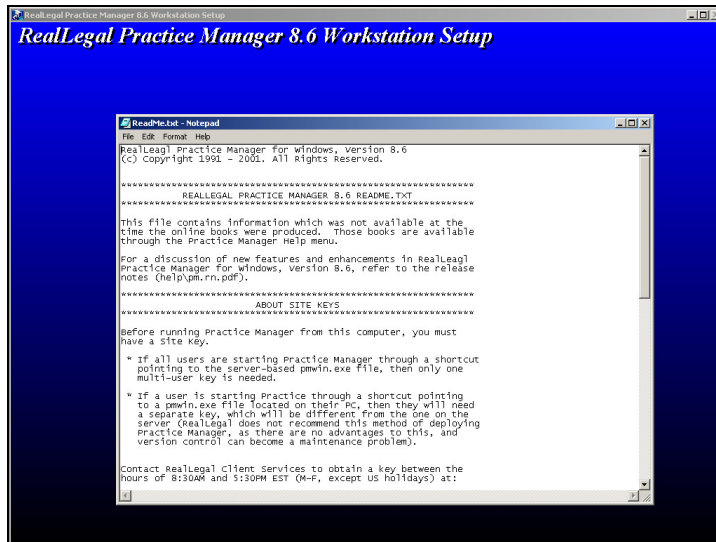 RealLegal Practice Manager 8.6 Workstation Setup
RealLegal Practice Manager 8.6 Workstation Setup
ReadMe.txt - Notepad
File Edit Format Help
RealLeagl Practice Manager for Windows, Version 8.6
(c) Copyright 1991 - 2001. All Rights Reserved.
***************************************************************
REALLEGAL PRACTICE MANAGER 8.6 README.TXT
***************************************************************
This file contains information which was not available at the
time the online books were produced.  Those books are available
through the Practice Manager Help menu.
For a discussion of new features and enhancements in RealLeagl
Practice Manager for Windows, Version 8.6, refer to the release
notes (help\pm.rn.pdf).
***************************************************************
ABOUT SITE KEYS
***************************************************************
Before running Practice Manager from this computer, you must
have a Site Key.
* If all users are starting Practice Manager through a shortcut
pointing to the server-based pmwin.exe file, then only one
multi-user key is needed.
* If a user is starting Practice through a shortcut pointing
to a pmwin.exe file located on their PC, then they will need
a separate key, which will be different from the one on the
server (RealLegal does not recommend this method of deploying
Practice Manager, as there are no advantages to this, and
version control can become a maintenance problem).
Contact RealLegal Client Services to obtain a key between the
hours of 8:30AM and 5:30PM EST (M-F, except US holidays) at: